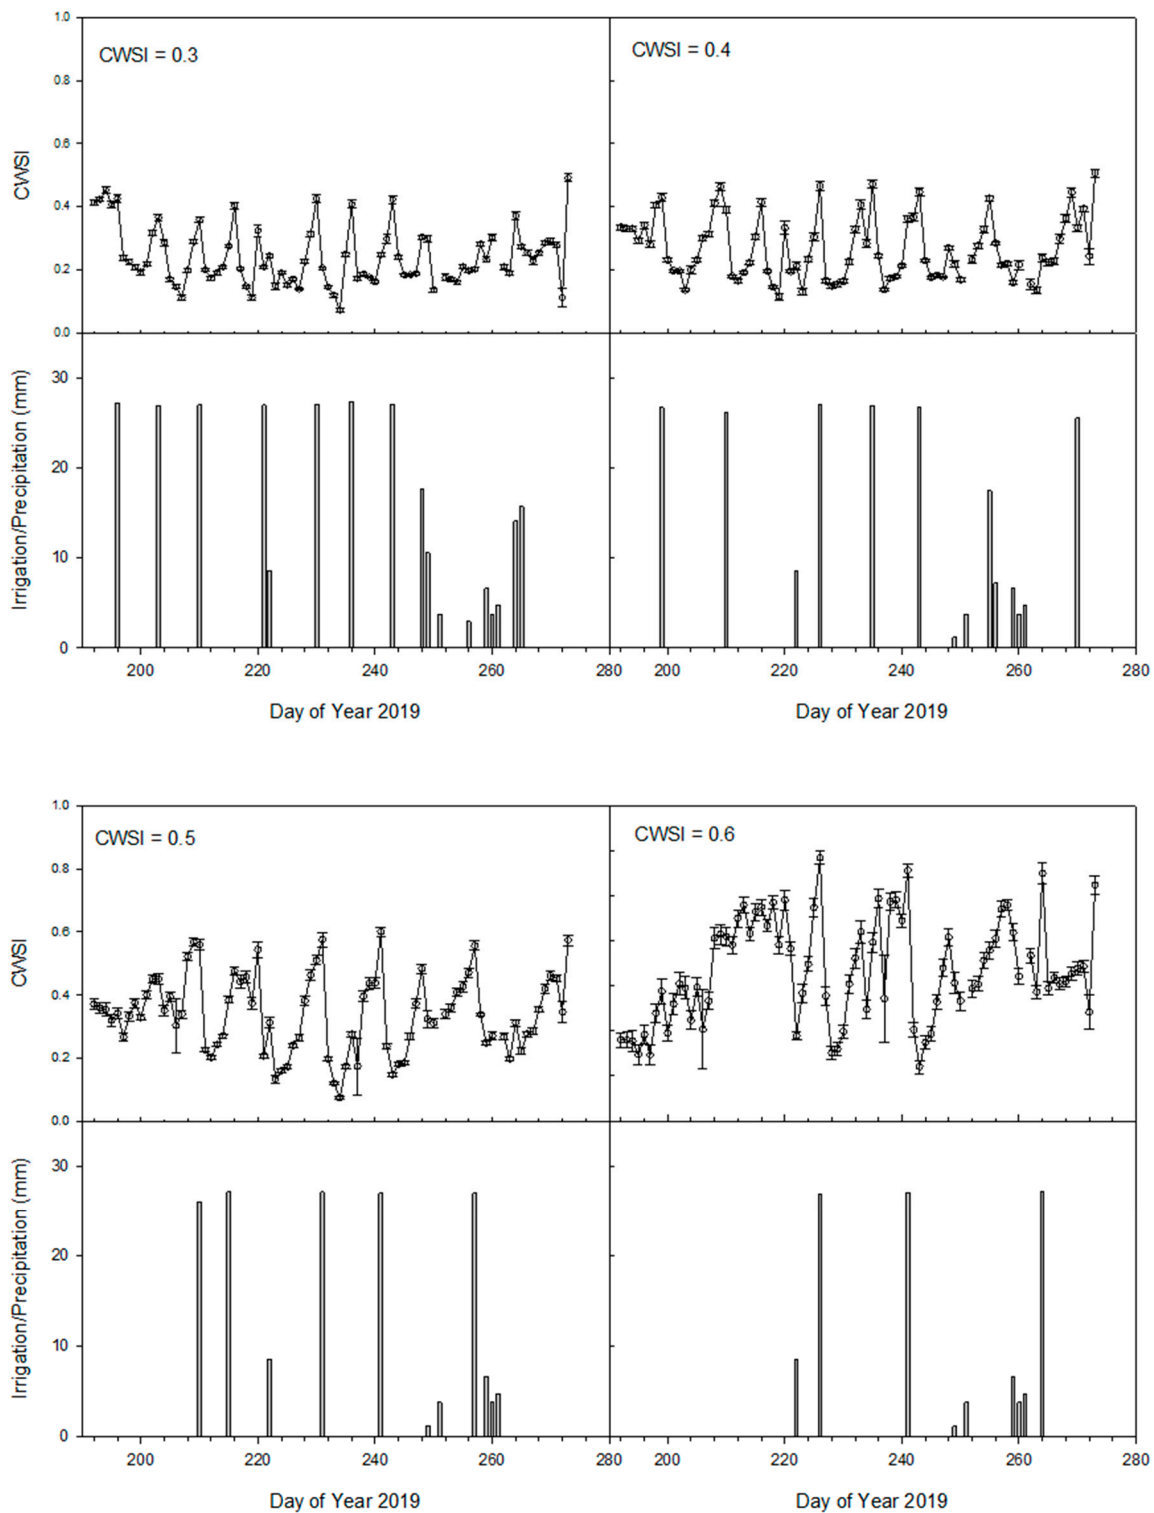 CWSI = 0.3
CWSI = 0.4
CWSI
1.0
0.8
0.6
0.4
0.2
0.0
Irrigation/Precipitation (mm)
30
20
10
0
200 220 240 260 280
200 220 240 260 280
Day of Year 2019
Day of Year 2019
CWSI = 0.5
CWSI = 0.6
CWSI
1.0
0.8
0.6
0.4
0.2
0.0
Irrigation/Precipitation (mm)
30
20
10
0
200 220 240 260 280
200 220 240 260 280
Day of Year 2019
Day of Year 2019